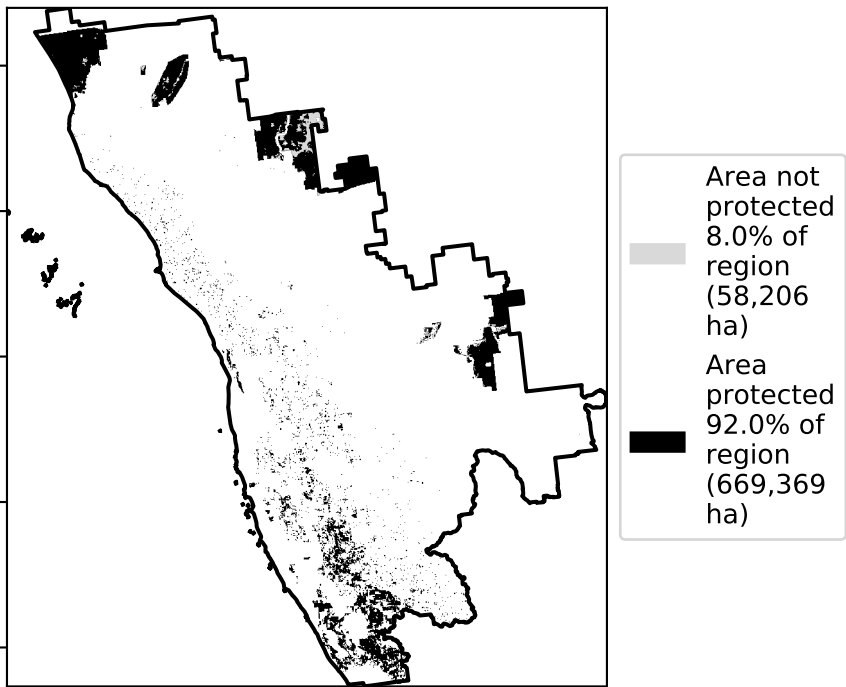 Area not
protected
8.0% of
region
(58,206
ha)
Area
protected
92.0% of
region
(669,369
ha)